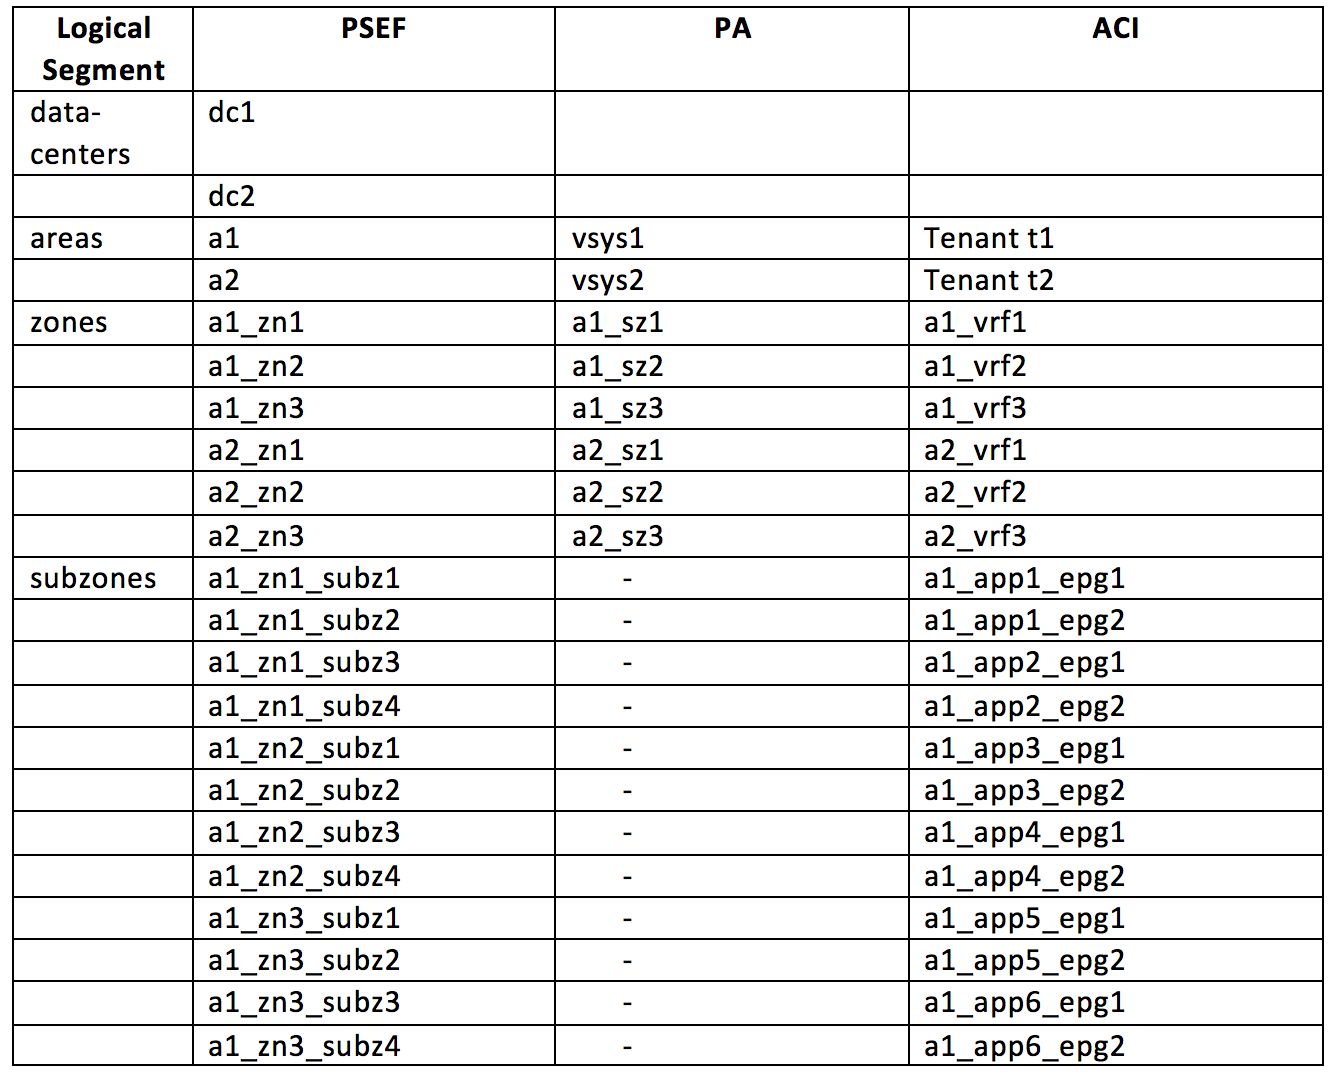 Logical Segment PSEF PA ACI
data-centers dc1
dc2
areas a1 vsys1 Tenant t1
a2 vsys2 Tenant t2
zones a1_zn1 a1_sz1 a1_vrf1
a1_zn2 a1_sz2 a1_vrf2
a1_zn3 a1_sz3 a1_vrf3
a2_zn1 a2_sz1 a2_vrf1
a2_zn2 a2_sz2 a2_vrf2
a2_zn3 a2_sz3 a2_vrf3
subzones a1_zn1_subz1 - a1_app1_epg1
a1_zn1_subz2 - a1_app1_epg2
a1_zn1_subz3 - a1_app2_epg1
a1_zn1_subz4 - a1_app2_epg2
a1_zn2_subz1 - a1_app3_epg1
a1_zn2_subz2 - a1_app3_epg2
a1_zn2_subz3 - a1_app4_epg1
a1_zn2_subz4 - a1_app4_epg2
a1_zn3_subz1 - a1_app5_epg1
a1_zn3_subz2 - a1_app5_epg2
a1_zn3_subz3 - a1_app6_epg1
a1_zn3_subz4 - a1_app6_epg2